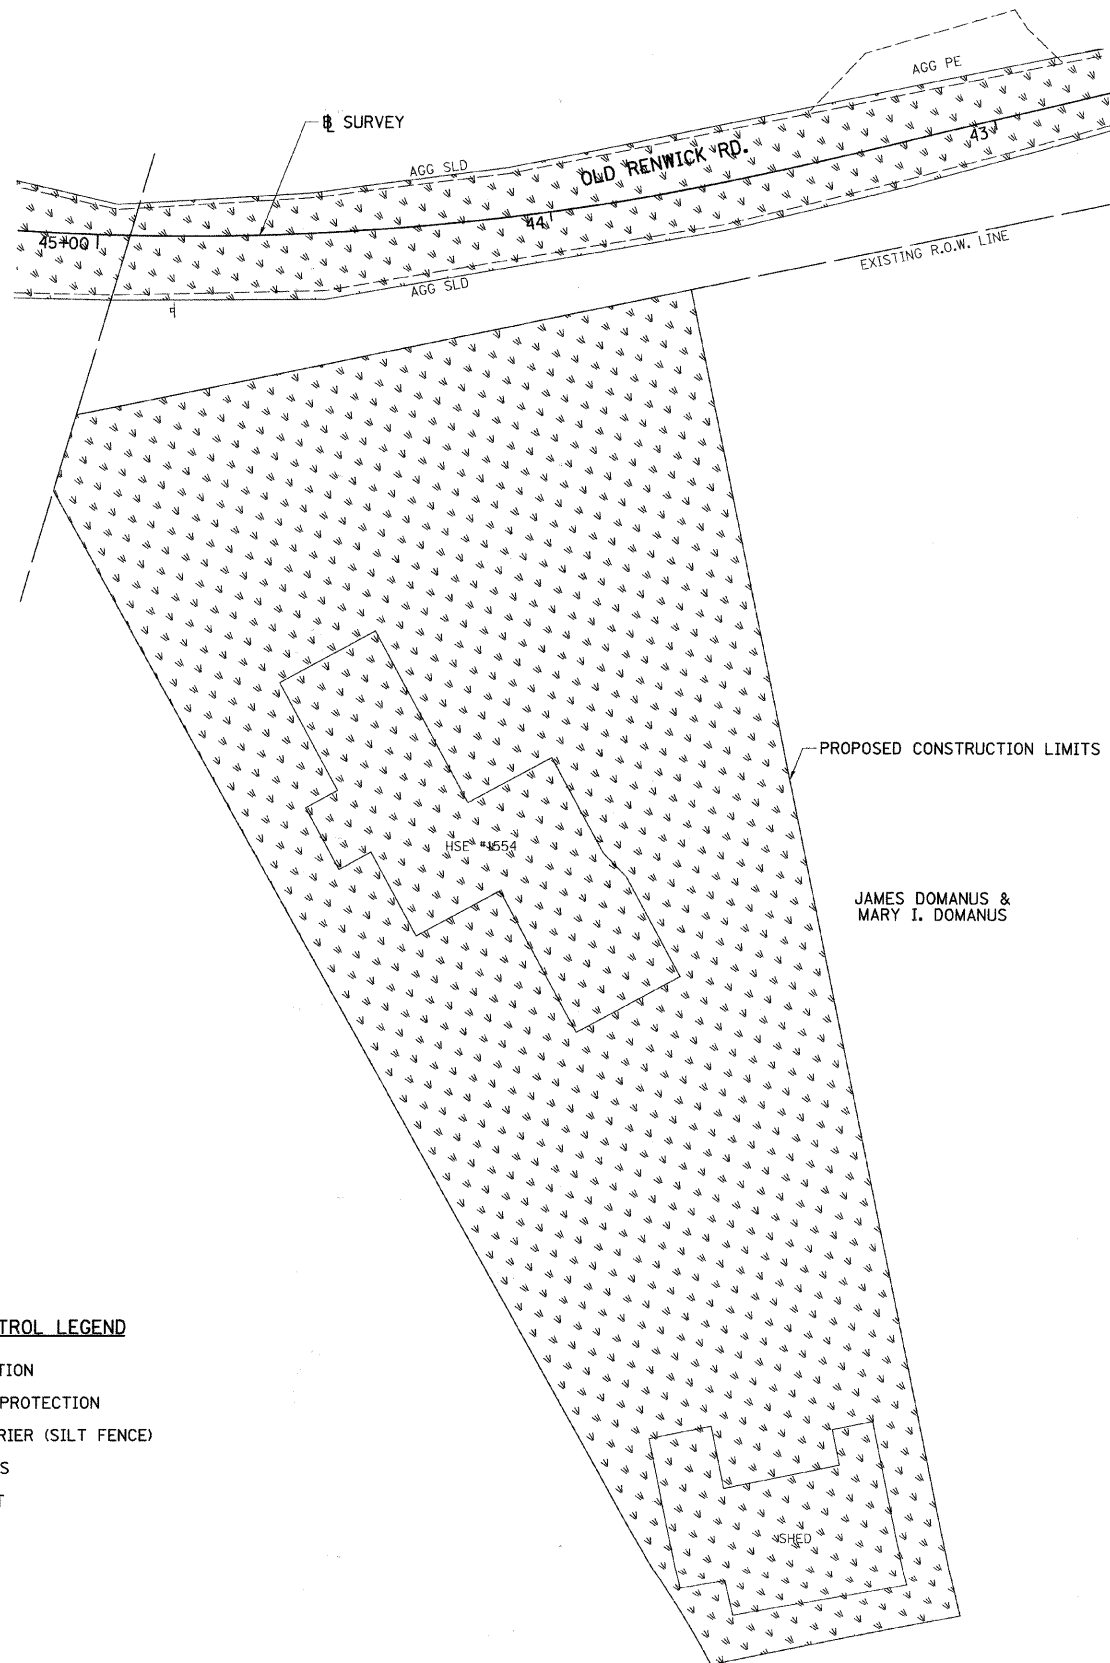 AGG PE
℄ SURVEY
AGG SLD
OLD RENWICK RD.
43
44
45+00
EXISTING R.O.W. LINE
AGG SLD
PROPOSED CONSTRUCTION LIMITS
HSE #1554
JAMES DOMANUS &
MARY I. DOMANUS
TROL LEGEND
TION
PROTECTION
RIER (SILT FENCE)
S
T
SHED